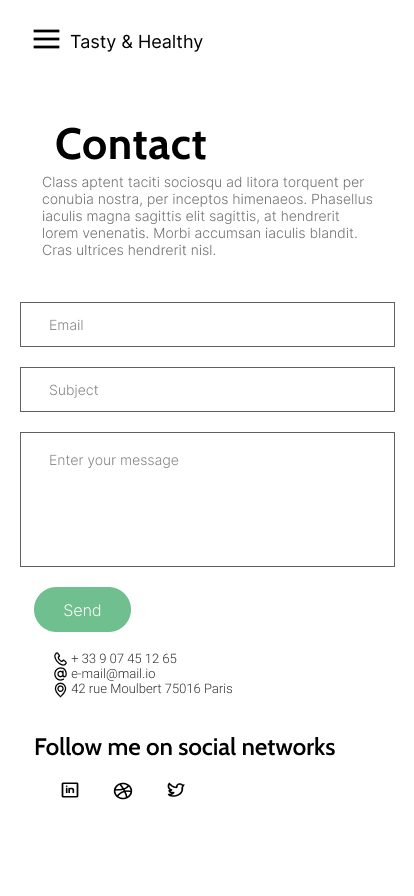 Tasty & Healthy
Contact
Class aptent taciti sociosqu ad litora torquent per
conubia nostra, per inceptos himenaeos. Phasellus
iaculis magna sagittis elit sagittis, at hendrerit
lorem venenatis. Morbi accumsan iaculis blandit.
Cras ultrices hendrerit nisl.
Email
Subject
Enter your message
Send
+ 33 9 07 45 12 65
e-mail@mail.io
42 rue Moulbert 75016 Paris
Follow me on social networks